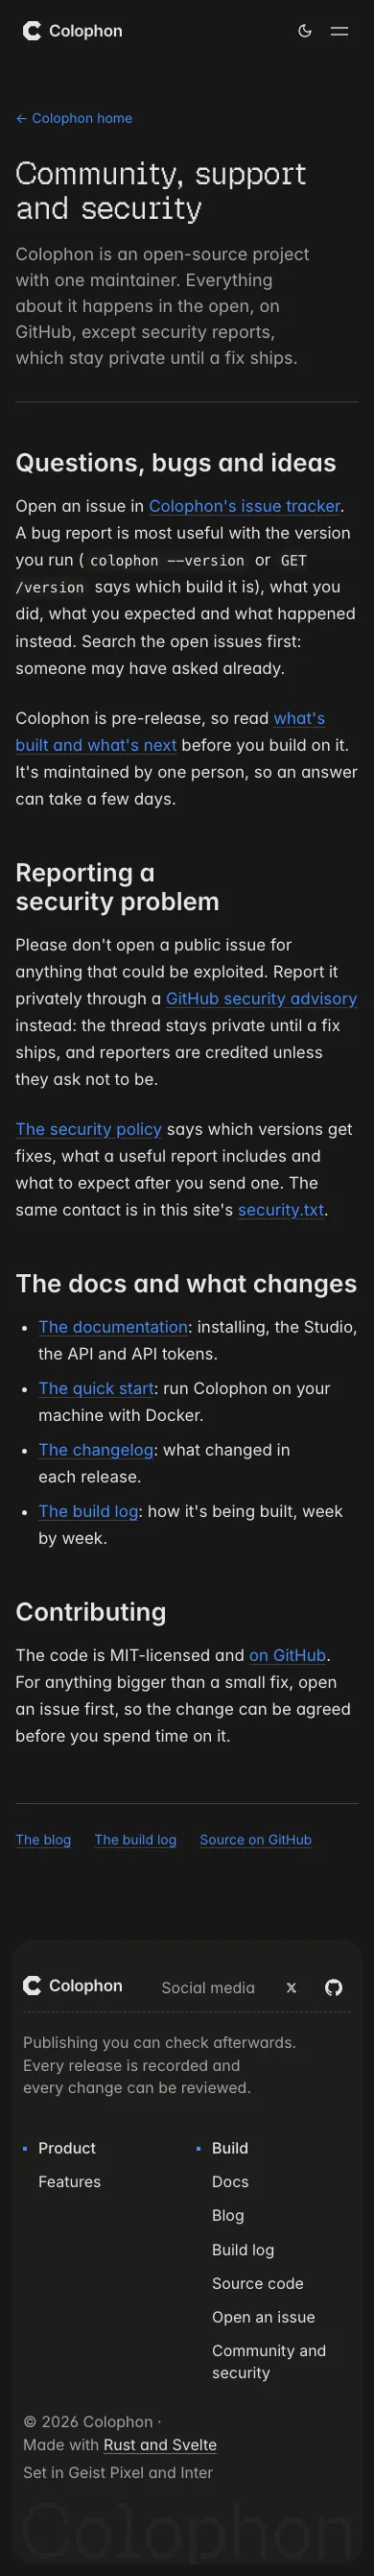 Colophon
← Colophon home
Community, support
and security
Colophon is an open-source project
with one maintainer. Everything
about it happens in the open, on
GitHub, except security reports,
which stay private until a fix ships.
Questions, bugs and ideas
Open an issue in Colophon's issue tracker.
A bug report is most useful with the version
you run ( colophon --version or GET
/version says which build it is), what you
did, what you expected and what happened
instead. Search the open issues first:
someone may have asked already.
Colophon is pre-release, so read what's
built and what's next before you build on it.
It's maintained by one person, so an answer
can take a few days.
Reporting a
security problem
Please don't open a public issue for
anything that could be exploited. Report it
privately through a GitHub security advisory
instead: the thread stays private until a fix
ships, and reporters are credited unless
they ask not to be.
The security policy says which versions get
fixes, what a useful report includes and
what to expect after you send one. The
same contact is in this site's security.txt.
The docs and what changes
• The documentation: installing, the Studio,
the API and API tokens.
• The quick start: run Colophon on your
machine with Docker.
• The changelog: what changed in
each release.
• The build log: how it's being built, week
by week.
Contributing
The code is MIT-licensed and on GitHub.
For anything bigger than a small fix, open
an issue first, so the change can be agreed
before you spend time on it.
The blog The build log Source on GitHub
Colophon Social media
Publishing you can check afterwards.
Every release is recorded and
every change can be reviewed.
Product
Features
Build
Docs
Blog
Build log
Source code
Open an issue
Community and
security
© 2026 Colophon ·
Made with Rust and Svelte
Set in Geist Pixel and Inter
Colophon